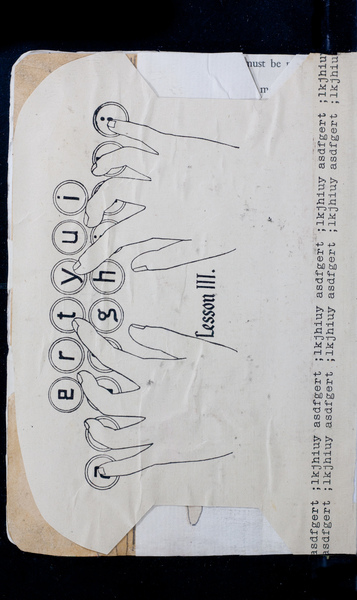 e r t y u i
g h ;
Lesson III.
asdfgert ;lkjhiuy asdfgert ;lkjhiuy asdfgert ;lkjhiuy asdfgert ;lkjhiuy
asdfgert ;lkjhiuy asdfgert ;lkjhiuy asdfgert ;lkjhiuy asdfgert ;lkjhiuy
must be